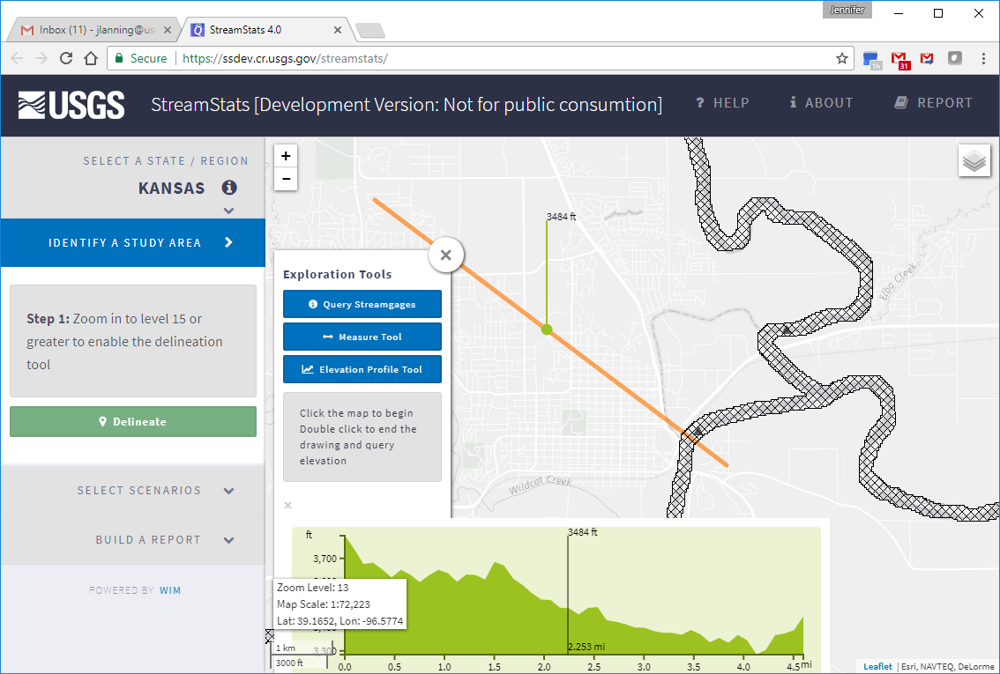 Jennifer
Inbox (11) - jlanning@us
StreamStats 4.0
Secure
https://ssdev.cr.usgs.gov/streamstats/
1h
31
USGS
StreamStats [Development Version: Not for public consumtion]
? HELP
ABOUT
REPORT
SELECT A STATE / REGION
KANSAS
IDENTIFY A STUDY AREA
Step 1: Zoom in to level 15 or
greater to enable the delineation
tool
Delineate
SELECT SCENARIOS
BUILD A REPORT
POWERED BY WIM
+
−
3484 ft
Elbo Creek
Wildcat Creek
Exploration Tools
Query Streamgages
Measure Tool
Elevation Profile Tool
Click the map to begin
Double click to end the
drawing and query
elevation
ft
3484 ft
3,700
Zoom Level: 13
Map Scale: 1:72,223
Lat: 39.1652, Lon: -96.5774
2.253 mi
1 km
3,300
3000 ft
0.0 0.5 1.0 1.5 2.0 2.5 3.0 3.5 4.0 4.5 mi
Leaflet | Esri, NAVTEQ, DeLorme